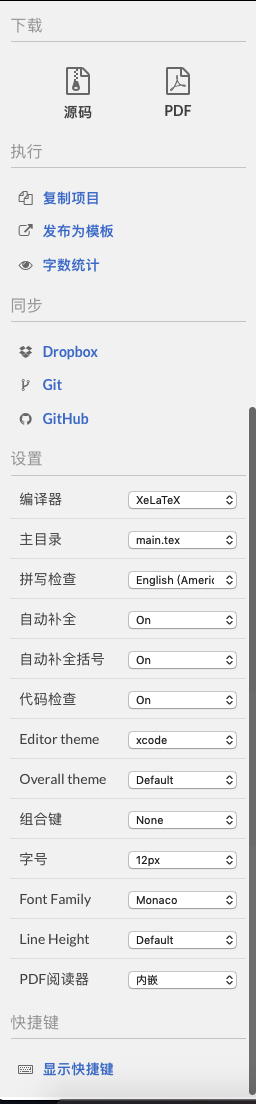 下载
源码 PDF
执行
复制项目
发布为模板
字数统计
同步
Dropbox
Git
GitHub
设置
编译器 XeLaTeX
主目录 main.tex
拼写检查 English (Americ
自动补全 On
自动补全括号 On
代码检查 On
Editor theme xcode
Overall theme Default
组合键 None
字号 12px
Font Family Monaco
Line Height Default
PDF阅读器 内嵌
快捷键
显示快捷键